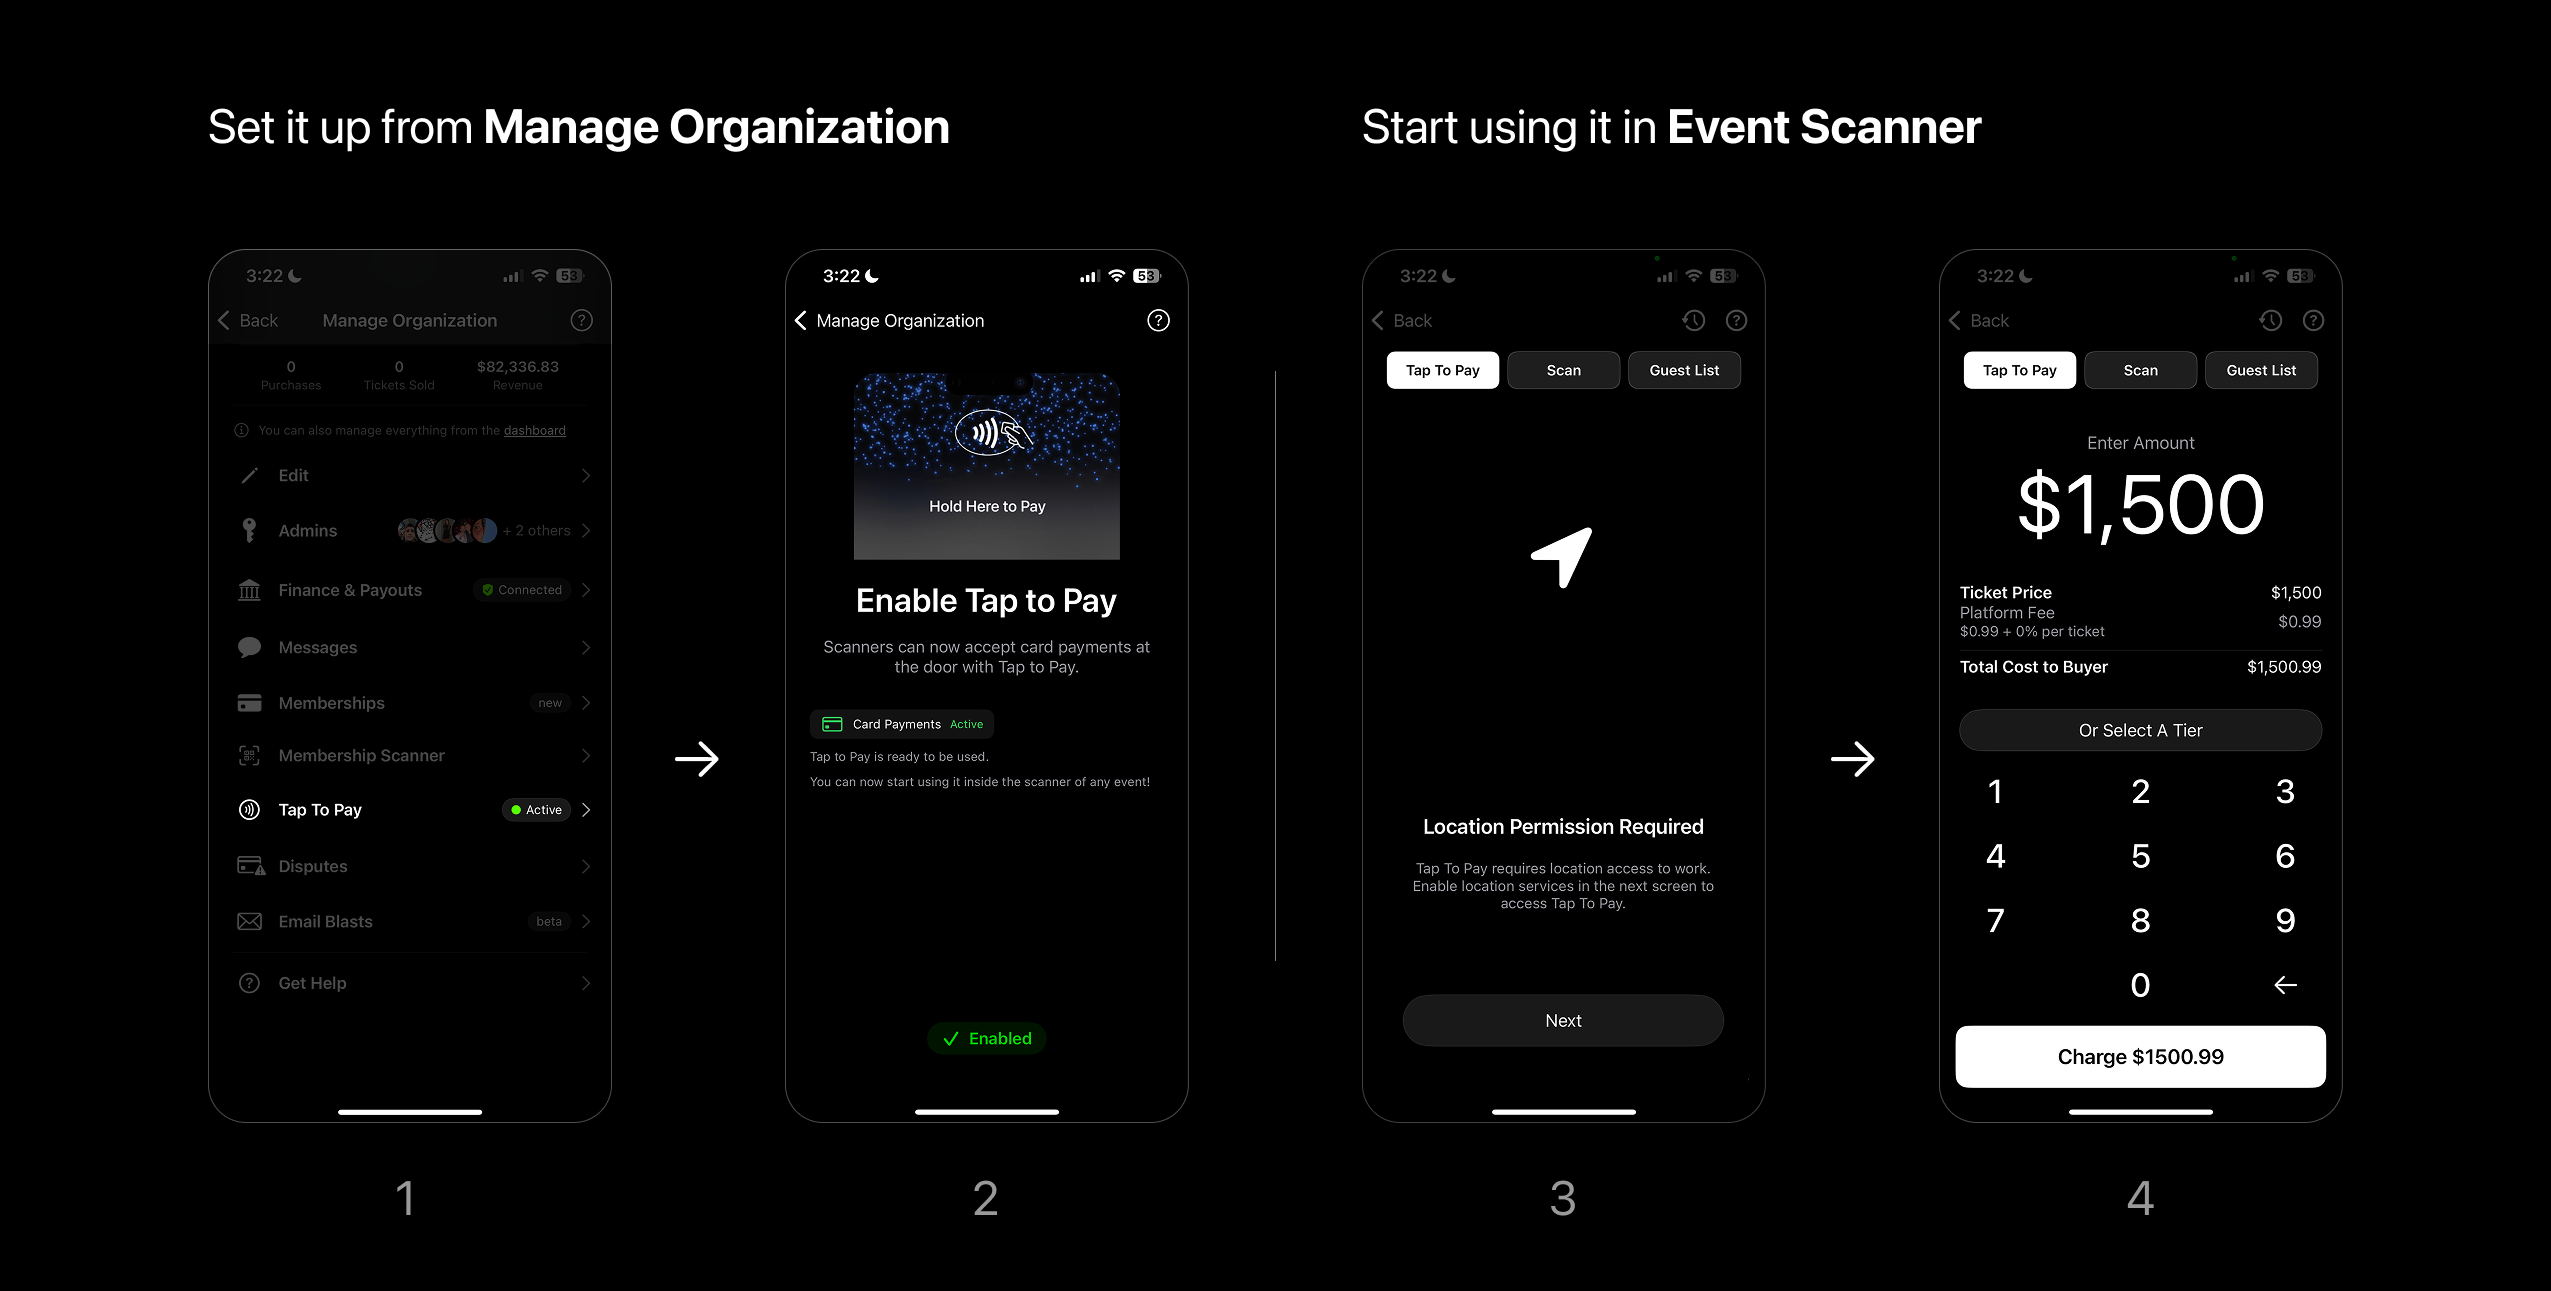 Set it up from Manage Organization
Start using it in Event Scanner
3:22
53
Back
Manage Organization
?
0
0
$82,336.83
Purchases
Tickets Sold
Revenue
You can also manage everything from the dashboard
Edit
Admins
+ 2 others
Finance & Payouts
Connected
Messages
Memberships
new
Membership Scanner
Tap To Pay
Active
Disputes
Email Blasts
beta
Get Help
1
3:22
53
Manage Organization
?
Hold Here to Pay
Enable Tap to Pay
Scanners can now accept card payments at
the door with Tap to Pay.
Card Payments Active
Tap to Pay is ready to be used.
You can now start using it inside the scanner of any event!
Enabled
2
3:22
53
Back
?
Tap To Pay
Scan
Guest List
Location Permission Required
Tap To Pay requires location access to work.
Enable location services in the next screen to
access Tap To Pay.
Next
3
3:22
53
Back
?
Tap To Pay
Scan
Guest List
Enter Amount
$1,500
Ticket Price
$1,500
Platform Fee
$0.99 + 0% per ticket
$0.99
Total Cost to Buyer
$1,500.99
Or Select A Tier
1 2 3
4 5 6
7 8 9
0
Charge $1500.99
4